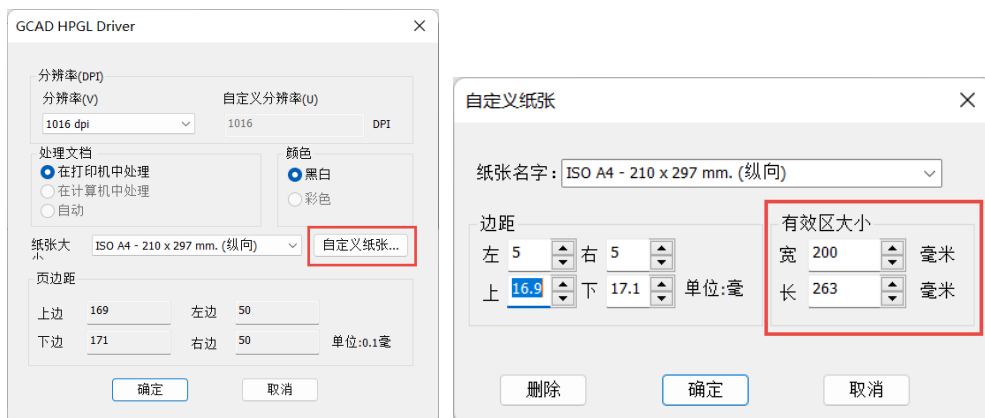 GCAD HPGL Driver
分辨率(DPI)
分辨率(V) 自定义分辨率(U)
1016 dpi 1016 DPI
处理文档 颜色
在打印机中处理 黑白
在计算机中处理 彩色
自动
纸张大小 ISO A4 - 210 x 297 mm. (纵向) 自定义纸张...
页边距
上边 169 左边 50
下边 171 右边 50 单位:0.1毫
确定 取消
自定义纸张
纸张名字: ISO A4 - 210 x 297 mm. (纵向)
边距 有效区大小
左 5 右 5 宽 200 毫米
上 16.9 下 17.1 单位:毫 长 263 毫米
删除 确定 取消